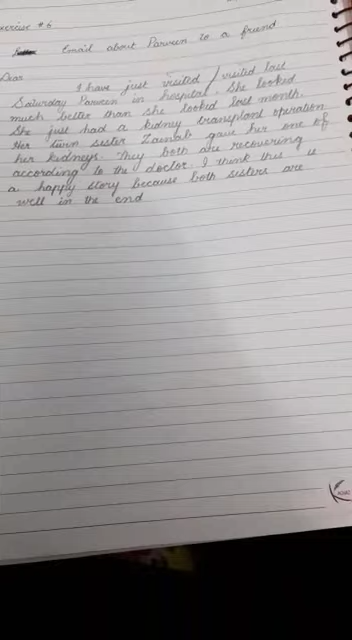 Exercise # 6
Email about Parveen to a friend
Dear
I have just visited / visited last
Saturday Parveen in hospital. She looked
much better than she looked last month.
She just had a kidney transplant operation
Her twin sister Zainab gave her one of
her kidneys. They both are recovering
according to the doctor. I think this is
a happy story because both sisters are
well in the end